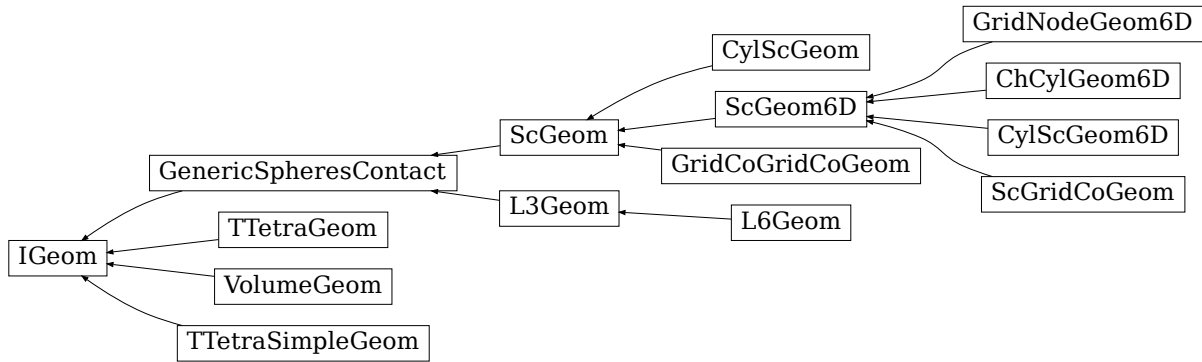 GridNodeGeom6D
CylScGeom
ChCylGeom6D
ScGeom6D
ScGeom
CylScGeom6D
GridCoGridCoGeom
GenericSpheresContact
ScGridCoGeom
L3Geom
L6Geom
TTetraGeom
IGeom
VolumeGeom
TTetraSimpleGeom